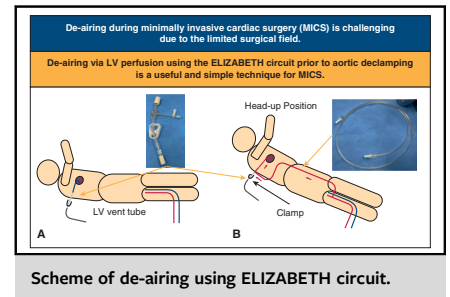 De-airing during minimally invasive cardiac surgery (MICS) is challenging
due to the limited surgical field.
De-airing via LV perfusion using the ELIZABETH circuit prior to aortic declamping
is a useful and simple technique for MICS.
Head-up Position
LV vent tube
Clamp
A
B
Scheme of de-airing using ELIZABETH circuit.